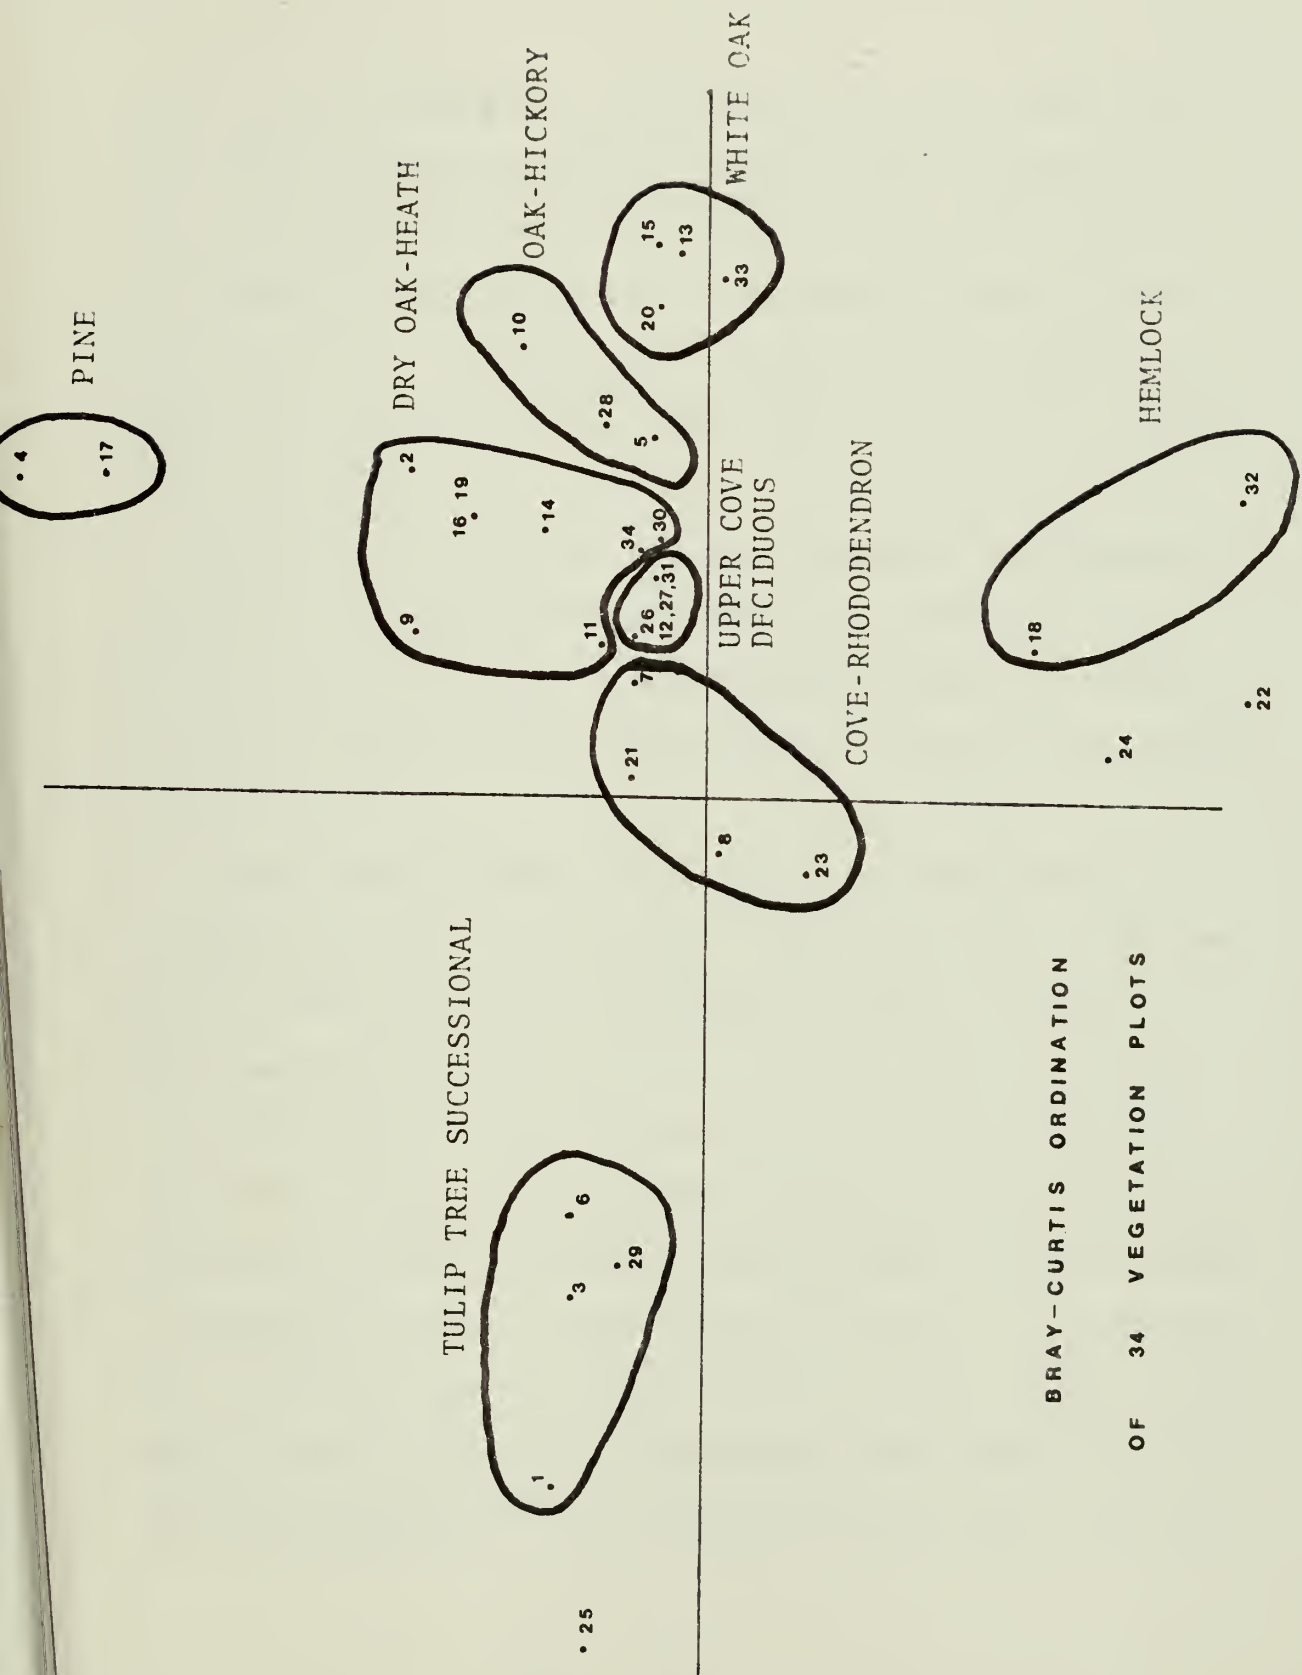 PINE
4
17
DRY OAK-HEATH
2
16 19
14
9
11
34
30
OAK-HICKORY
10
28
5
WHITE OAK
15
13
20
33
UPPER COVE
DECIDUOUS
26
12,27,31
COVE-RHODODENDRON
7
21
8
23
HEMLOCK
18
32
24
22
TULIP TREE SUCCESSIONAL
6
3
29
1
25
BRAY-CURTIS ORDINATION
OF 34 VEGETATION PLOTS